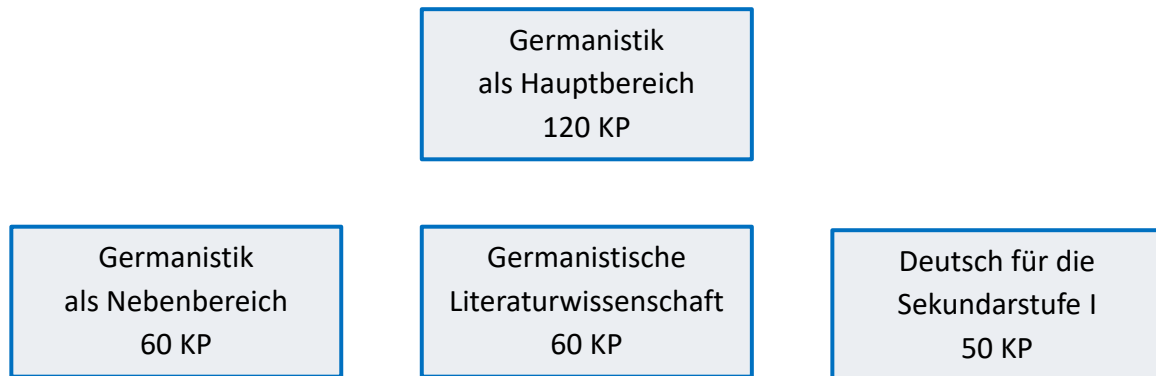 Germanistik
als Hauptbereich
120 KP
Germanistik
als Nebenbereich
60 KP
Germanistische
Literaturwissenschaft
60 KP
Deutsch für die
Sekundarstufe I
50 KP